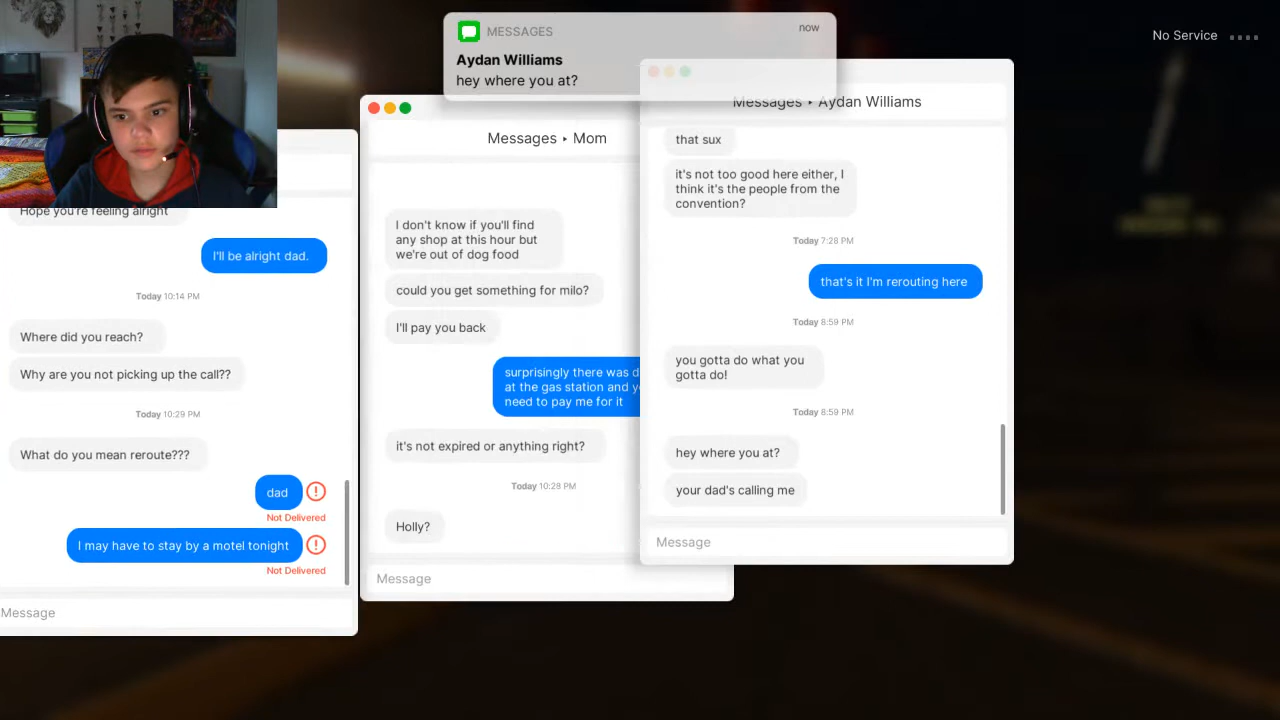 MESSAGES
now
Aydan Williams
hey where you at?
No Service
Hope you're feeling alright
I'll be alright dad.
Today 10:14 PM
Where did you reach?
Why are you not picking up the call??
Today 10:29 PM
What do you mean reroute???
dad
Not Delivered
I may have to stay by a motel tonight
Not Delivered
Message
Messages ‣ Mom
I don't know if you'll find
any shop at this hour but
we're out of dog food
could you get something for milo?
I'll pay you back
surprisingly there was d
at the gas station and y
need to pay me for it
it's not expired or anything right?
Today 10:28 PM
Holly?
Message
Messages ‣ Aydan Williams
that sux
it's not too good here either, I
think it's the people from the
convention?
Today 7:28 PM
that's it I'm rerouting here
Today 8:59 PM
you gotta do what you
gotta do!
Today 8:59 PM
hey where you at?
your dad's calling me
Message